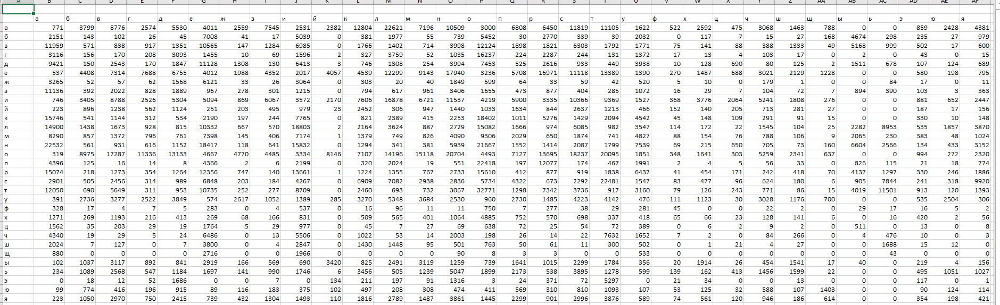 A B C D E F G H I J K L M N O P Q R S T U V W X Y Z AA AB AC AD AE AF
а б в г д е ж з и й к л м н о п р с т у ф х ц ч ш щ ы ь э ю я
а 771 3799 8776 2574 5530 4011 2559 7545 2531 2382 12804 22621 7196 10509 3000 6808 6450 11819 11105 1622 522 2592 475 3068 1463 788 0 0 859 2428 4381
б 2151 143 102 26 45 7008 41 17 5039 0 381 1977 55 739 5452 30 2770 339 39 2032 0 117 7 15 27 168 4674 298 235 27 979
в 11959 571 838 917 1351 10565 147 1284 6985 0 1766 1402 714 3998 12124 1898 1821 6303 1792 1771 75 141 88 388 1333 49 5168 999 502 17 600
г 3116 156 170 208 3093 1455 10 69 1596 2 327 3759 52 1035 16237 224 2287 244 131 1372 17 13 4 103 17 0 2 0 43 0 15
д 9421 150 2543 170 1847 11128 1308 130 6413 3 746 1308 254 3994 7453 525 2616 933 449 3938 10 128 690 80 125 2 1511 678 107 124 689
е 537 4408 7314 7688 6755 4012 1988 4352 2017 4057 4539 12299 9143 17940 3236 5708 16971 11118 13389 1390 270 1487 688 3021 2129 1228 0 0 580 198 795
ж 3265 52 57 62 1568 6121 33 26 3064 0 303 20 40 1849 599 64 33 59 42 520 5 10 0 179 1 0 0 84 17 0 11
з 11136 392 2022 828 1889 967 278 301 1215 0 794 617 961 3406 1655 473 877 404 285 1072 16 29 7 104 72 7 894 390 103 3 363
и 746 3405 8788 2526 5304 5094 869 6067 3572 2170 7606 16878 6721 11537 4219 5900 3335 10366 9369 1527 368 3776 2064 5241 1808 276 0 0 881 652 2447
й 223 896 1238 562 1124 251 203 495 979 23 2452 306 947 1440 1033 1634 844 2637 1213 466 152 140 205 713 281 27 0 0 187 17 156
к 15746 541 1144 312 534 2190 197 244 7765 0 821 2389 415 2253 18402 1011 5276 1429 2094 4542 45 148 109 291 91 15 0 0 330 10 148
л 14900 1438 1673 928 815 10332 667 570 18803 2 2164 3624 887 2729 15082 1666 974 6085 982 3547 114 172 22 1545 104 25 2282 8953 535 1857 3870
м 8290 857 1372 796 761 7398 145 406 7174 1 1379 749 826 4090 9306 2029 650 1874 741 4827 88 154 76 788 106 9 2065 230 383 48 1024
н 22532 561 931 616 1152 18417 118 641 15832 0 1294 341 381 5939 21667 1552 1414 2087 1799 7539 69 215 650 705 73 160 6604 2566 134 433 3152
о 319 8975 17287 11336 13133 4667 4770 4485 3334 8146 7107 14196 15118 20704 4493 7127 13695 18237 20095 1851 348 1641 303 5259 2341 637 0 0 994 272 2320
п 4396 125 16 14 8 4366 2 6 2199 0 320 2024 19 551 22418 197 12077 174 467 1991 2 4 5 56 33 0 826 115 21 18 774
р 15074 218 1273 354 1264 12356 747 140 13661 1 1224 1355 767 2733 15610 412 877 919 1838 6437 41 454 171 242 418 70 4137 1297 330 246 1886
с 2901 505 2456 314 989 6848 203 184 4267 0 6909 7082 2938 2836 5734 4322 673 2292 22481 1547 83 477 96 624 180 6 905 7844 241 318 9920
т 12050 690 5649 311 953 10735 252 277 8709 0 2460 693 732 3067 32771 1298 7342 3736 917 3160 79 126 243 771 86 15 4019 11501 913 120 1393
у 391 2736 3277 2522 3849 574 2617 1052 1389 285 3270 5348 3684 2530 960 2730 1485 4223 4142 476 111 1123 30 3028 1176 700 0 0 535 2504 306
ф 328 17 4 7 5 283 0 4 537 0 16 96 11 11 750 7 277 38 29 281 45 0 0 22 2 0 29 17 16 5 2
х 1271 269 1193 216 413 269 68 166 831 0 509 565 401 1064 4885 752 570 698 337 418 65 66 23 128 141 6 0 16 420 2 56
ц 1562 35 203 29 19 1764 5 29 977 0 45 7 27 69 638 72 25 54 72 389 0 6 2 9 2 0 511 0 13 0 8
ч 4340 19 29 5 24 6486 0 13 5506 0 1022 53 14 2003 198 26 14 22 7632 1652 7 2 0 84 266 0 4 476 10 0 3
ш 2024 7 127 0 7 3800 0 4 2847 0 1430 1448 95 501 763 50 61 11 300 502 0 1 21 4 27 0 0 1688 15 12 0
щ 880 0 0 0 0 2716 0 0 1966 0 0 0 0 90 8 3 3 0 0 533 0 0 0 0 0 0 0 43 0 0 0
ы 102 1037 3117 892 841 2919 166 569 690 3420 825 2491 3119 1259 739 1641 1015 2299 1784 356 20 1914 26 454 1541 17 40 0 219 4 156
ь 234 1089 2568 547 1184 1697 141 990 1746 6 3456 505 1239 5047 1899 2173 538 3895 1278 599 139 162 413 1456 1599 22 0 0 495 1051 1027
э 0 18 12 52 1686 0 0 7 0 134 211 197 91 1316 3 24 371 72 5297 0 21 34 0 0 13 0 0 0 117 0 1
ю 99 774 416 196 915 89 116 183 375 102 497 208 308 474 411 569 310 810 1093 107 53 125 32 588 107 1403 0 0 90 124 114
я 223 1050 2970 750 2415 739 432 1304 1493 110 1816 2789 1487 3861 1445 2299 901 2996 3876 589 74 561 120 946 186 614 0 0 354 198 421